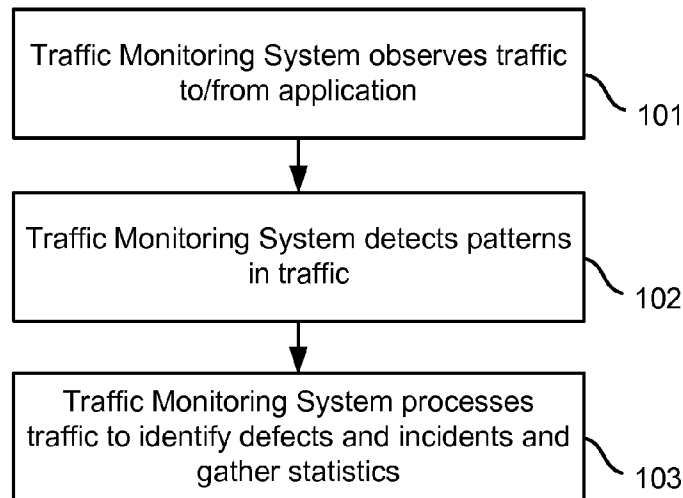 Traffic Monitoring System observes traffic
to/from application
101
Traffic Monitoring System detects patterns
in traffic
102
Traffic Monitoring System processes
traffic to identify defects and incidents and
gather statistics
103